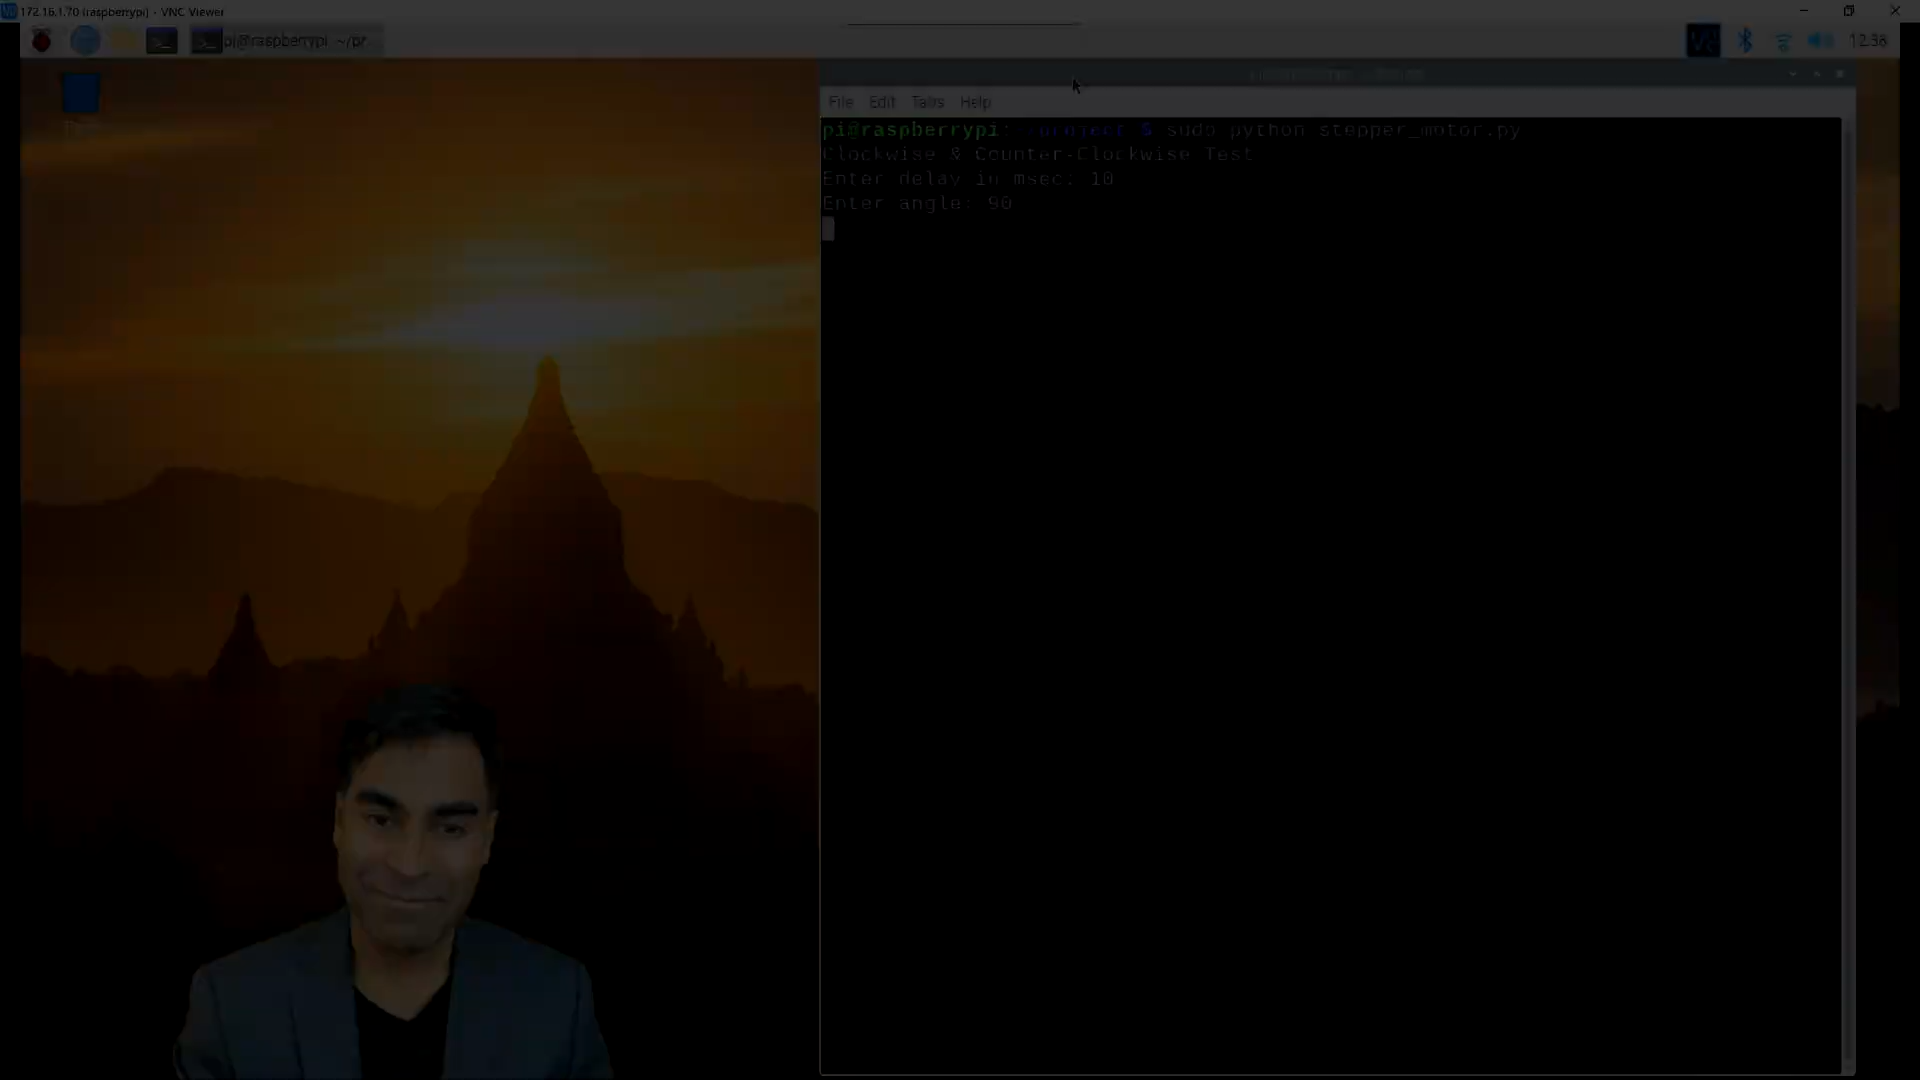 172.16.1.70 (raspberrypi) - VNC Viewer
pi@raspberrypi: ~/pr...
12:38
File Edit Tabs Help
pi@raspberrypi:~/project $ sudo python stepper_motor.py
Clockwise & Counter-Clockwise Test
Enter delay in msec: 10
Enter angle: 90